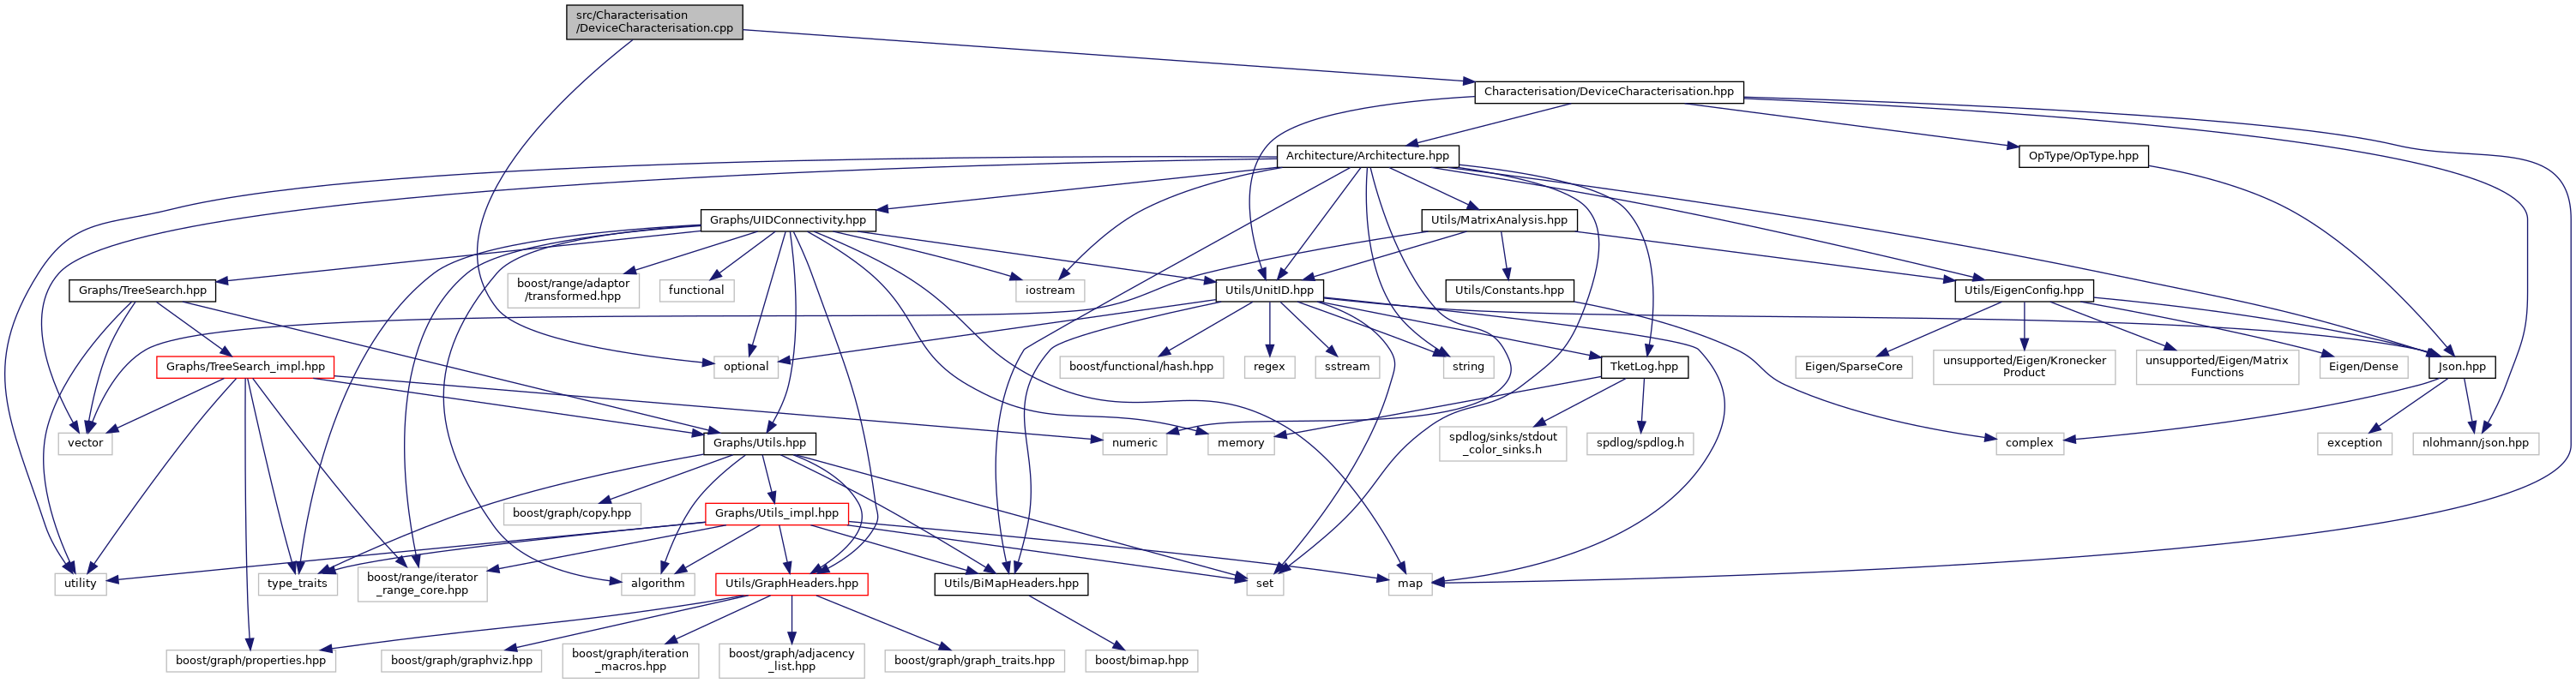 src/Characterisation
/DeviceCharacterisation.cpp
Characterisation/DeviceCharacterisation.hpp
Architecture/Architecture.hpp
OpType/OpType.hpp
Graphs/UIDConnectivity.hpp
Utils/MatrixAnalysis.hpp
Graphs/TreeSearch.hpp
boost/range/adaptor
/transformed.hpp
functional
iostream
Utils/UnitID.hpp
Utils/Constants.hpp
Utils/EigenConfig.hpp
Graphs/TreeSearch_impl.hpp
optional
boost/functional/hash.hpp
regex
sstream
string
TketLog.hpp
Eigen/SparseCore
unsupported/Eigen/Kronecker
Product
unsupported/Eigen/Matrix
Functions
Eigen/Dense
Json.hpp
vector
Graphs/Utils.hpp
numeric
memory
spdlog/sinks/stdout
_color_sinks.h
spdlog/spdlog.h
complex
exception
nlohmann/json.hpp
boost/graph/copy.hpp
Graphs/Utils_impl.hpp
utility
type_traits
boost/range/iterator
_range_core.hpp
algorithm
Utils/GraphHeaders.hpp
Utils/BiMapHeaders.hpp
set
map
boost/graph/properties.hpp
boost/graph/graphviz.hpp
boost/graph/iteration
_macros.hpp
boost/graph/adjacency
_list.hpp
boost/graph/graph_traits.hpp
boost/bimap.hpp